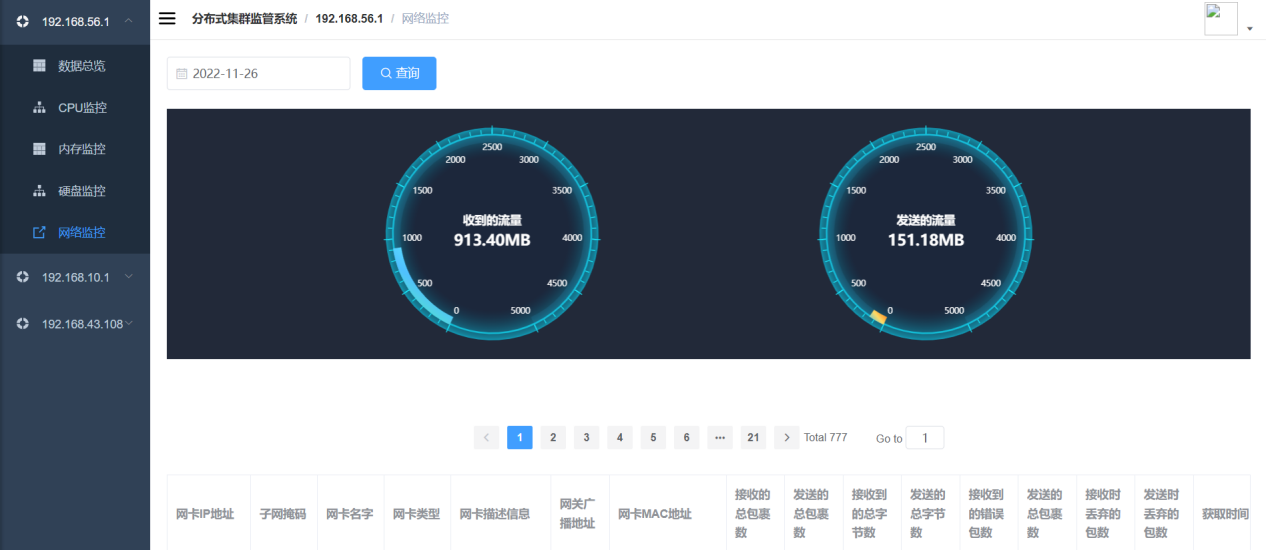 192.168.56.1
数据总览
CPU监控
内存监控
硬盘监控
网络监控
192.168.10.1
192.168.43.108
分布式集群监管系统 / 192.168.56.1 / 网络监控
2022-11-26
查询
2500
2000 3000
1500 3500
收到的流量
913.40MB
1000 4000
500 4500
0 5000
2500
2000 3000
1500 3500
发送的流量
151.18MB
1000 4000
500 4500
0 5000
1 2 3 4 5 6 ••• 21 Total 777 Go to 1
网卡IP地址
子网掩码
网卡名字
网卡类型
网卡描述信息
网关广
播地址
网卡MAC地址
接收的
总包裹
数
发送的
总包裹
数
接收到
的总字
节数
发送的
总字节
数
接收到
的错误
包数
发送的
总包裹
数
接收时
丢弃的
包数
发送时
丢弃的
包数
获取时间